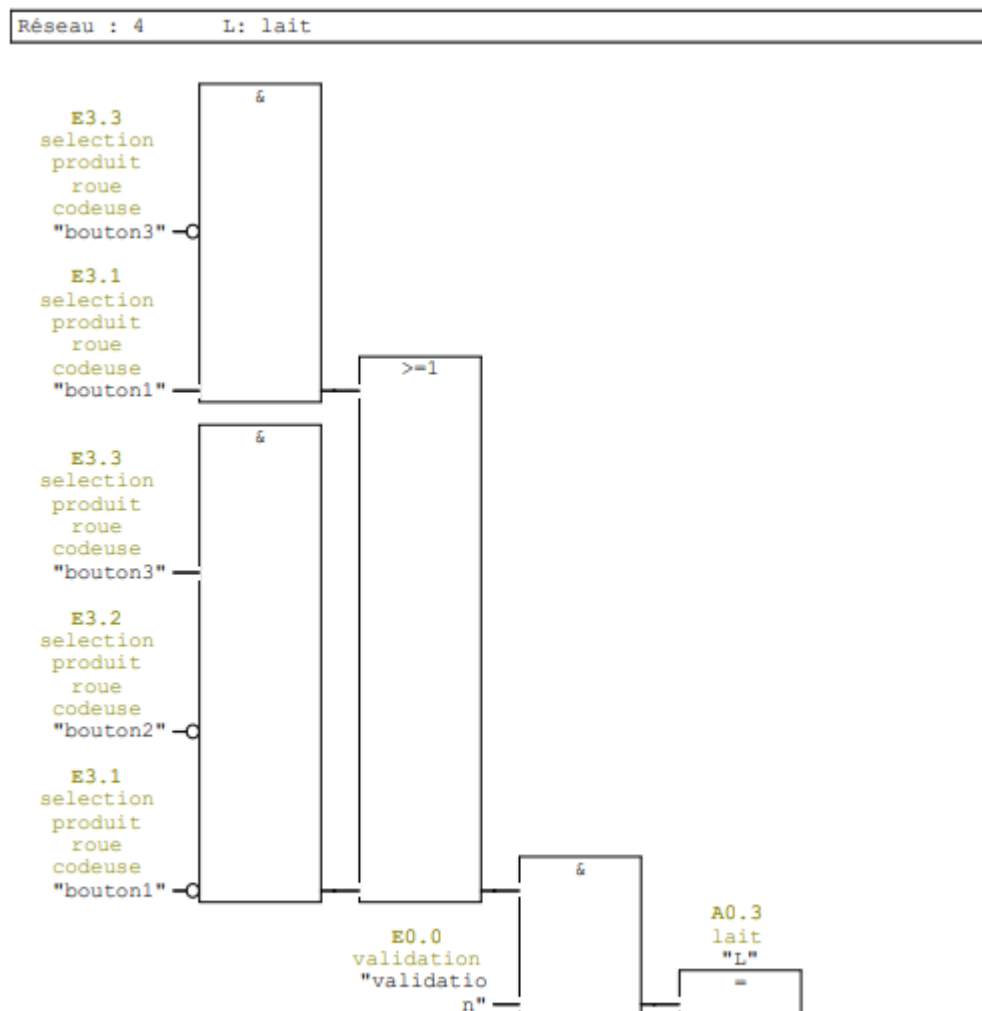 Réseau : 4 L: lait
&
E3.3
selection
produit
roue
codeuse
"bouton3"
E3.1
selection
produit
roue
codeuse
"bouton1"
>=1
&
E3.3
selection
produit
roue
codeuse
"bouton3"
E3.2
selection
produit
roue
codeuse
"bouton2"
E3.1
selection
produit
roue
codeuse
"bouton1"
&
E0.0
validation
"validatio
n"
A0.3
lait
"L"
=